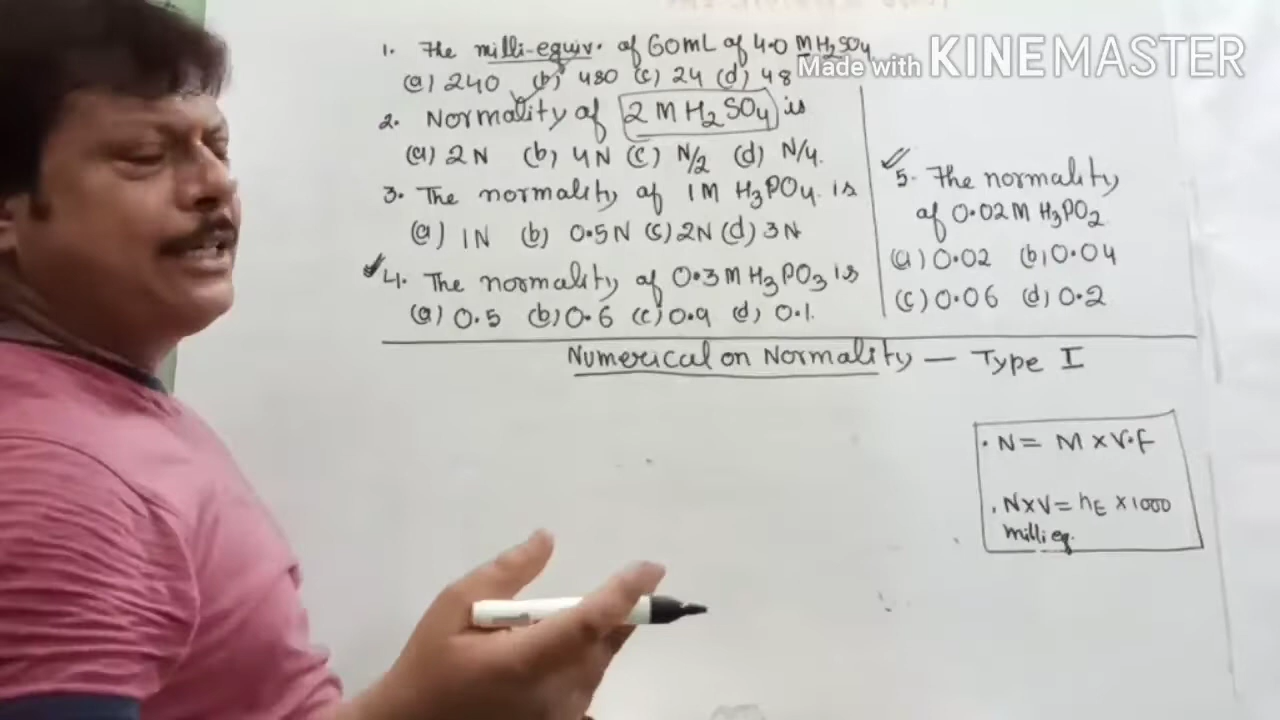 1. The milli-equiv. of 60mL of 4.0 MH2SO4
(a) 240 (b) 480 (c) 24 (d) 48
2. Normality of 2 M H2SO4 is
(a) 2N (b) 4N (c) N/2 (d) N/4.
3. The normality of 1M H3PO4 is
(a) 1N (b) 0.5N (c) 2N (d) 3N
4. The normality of 0.3M H3PO3 is
(a) 0.5 (b) 0.6 (c) 0.9 (d) 0.1.
5. The normality
of 0.02M H3PO2
(a) 0.02 (b) 0.04
(c) 0.06 (d) 0.2
Numerical on Normality — Type I
. N = M × V.F
. N×V = nE × 1000
milli eq.
Made with KINEMASTER